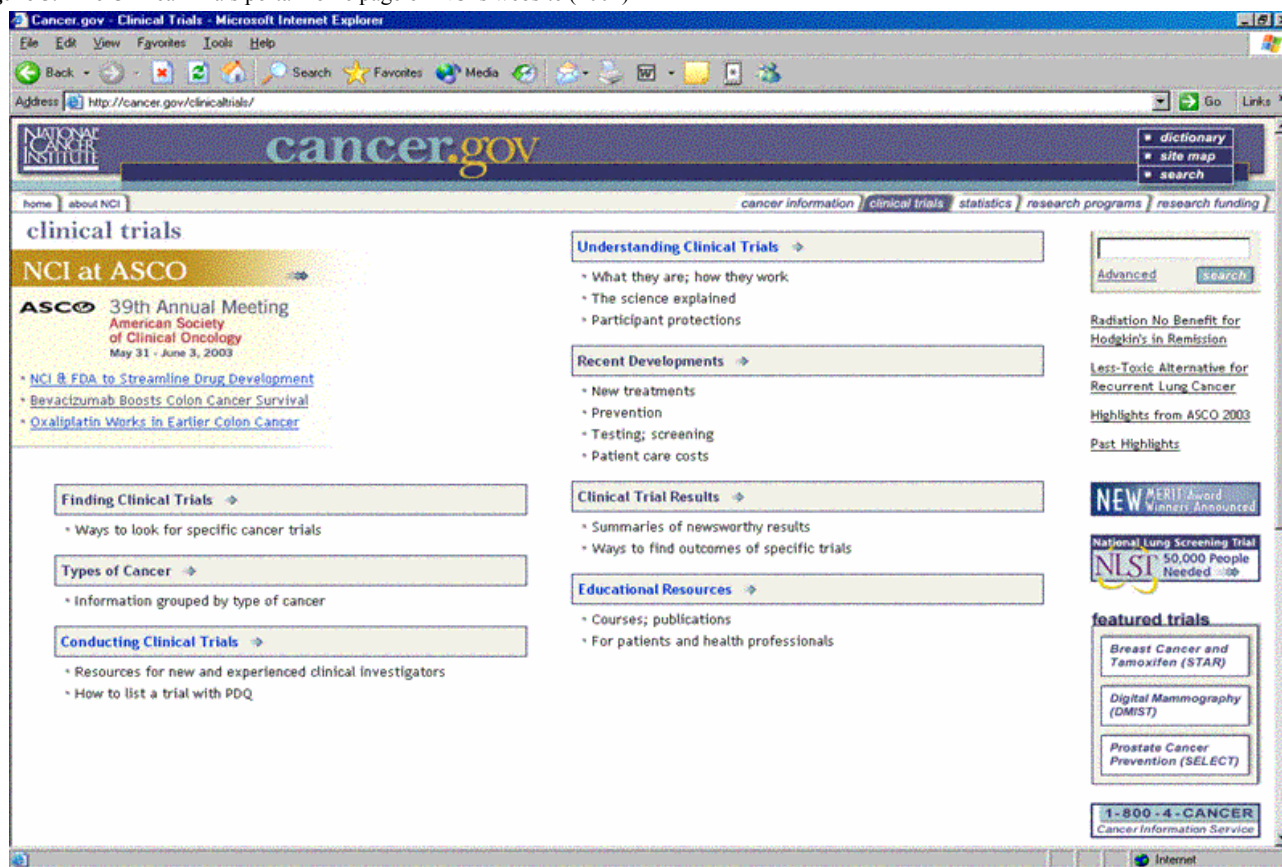 Cancer.gov - Clinical Trials - Microsoft Internet Explorer
File Edit View Favorites Tools Help
Back Search Favorites Media
Address http://cancer.gov/clinicaltrials/ Go Links
NATIONAL
CANCER
INSTITUTE
cancer.gov
dictionary
site map
search
home about NCI cancer information clinical trials statistics research programs research funding
clinical trials
NCI at ASCO
ASCO 39th Annual Meeting
American Society
of Clinical Oncology
May 31 - June 3, 2003
NCI & FDA to Streamline Drug Development
Bevacizumab Boosts Colon Cancer Survival
Oxaliplatin Works in Earlier Colon Cancer
Finding Clinical Trials
Ways to look for specific cancer trials
Types of Cancer
Information grouped by type of cancer
Conducting Clinical Trials
Resources for new and experienced clinical investigators
How to list a trial with PDQ
Understanding Clinical Trials
What they are; how they work
The science explained
Participant protections
Recent Developments
New treatments
Prevention
Testing; screening
Patient care costs
Clinical Trial Results
Summaries of newsworthy results
Ways to find outcomes of specific trials
Educational Resources
Courses; publications
For patients and health professionals
Advanced search
Radiation No Benefit for
Hodgkin's in Remission
Less-Toxic Alternative for
Recurrent Lung Cancer
Highlights from ASCO 2003
Past Highlights
NEW MERIT Award
Winners Announced
National Lung Screening Trial
NLST 50,000 People
Needed
featured trials
Breast Cancer and
Tamoxifen (STAR)
Digital Mammography
(DMIST)
Prostate Cancer
Prevention (SELECT)
1-800-4-CANCER
Cancer Information Service
Internet